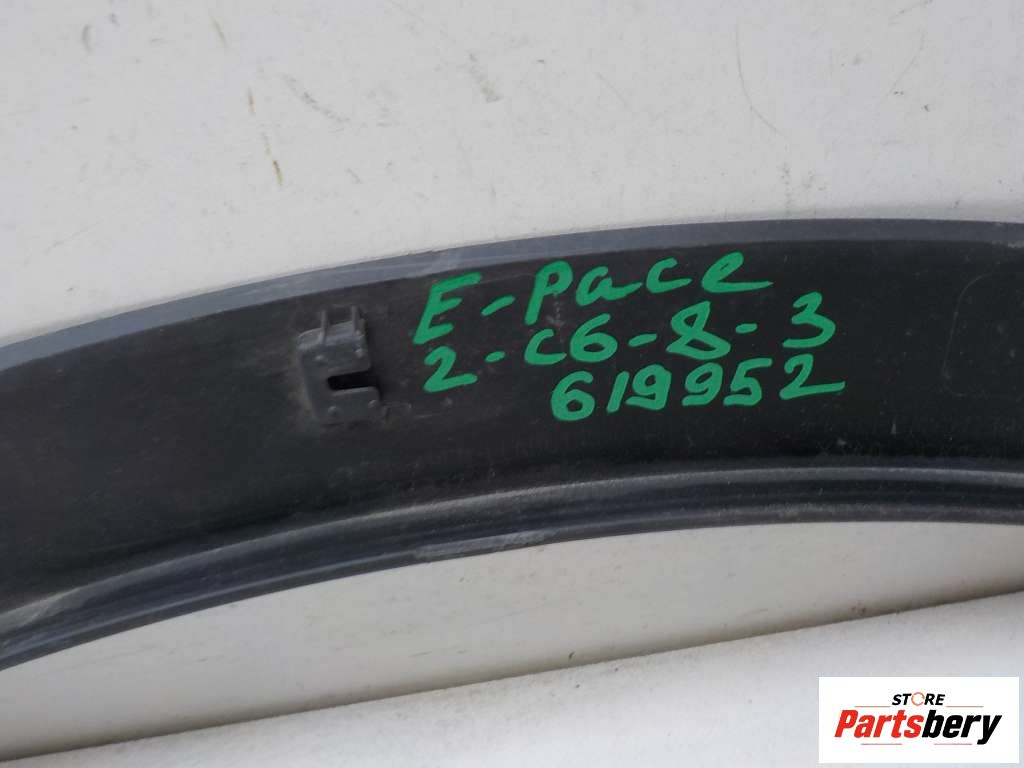 E-Pace
2-C6-8-3
619952
STORE
Partsbery